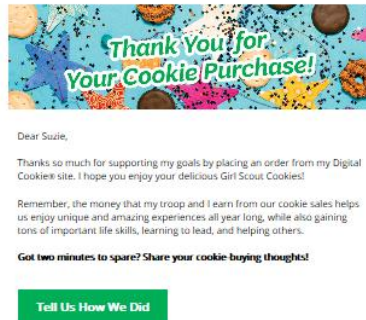 Thank You for
Your Cookie Purchase!
Dear Suzie,
Thanks so much for supporting my goals by placing an order from my Digital
Cookie® site. I hope you enjoy your delicious Girl Scout Cookies!
Remember, the money that my troop and I earn from our cookie sales helps
us enjoy unique and amazing experiences all year long, while also gaining
tons of important life skills, learning to lead, and helping others.
Got two minutes to spare? Share your cookie-buying thoughts!
Tell Us How We Did